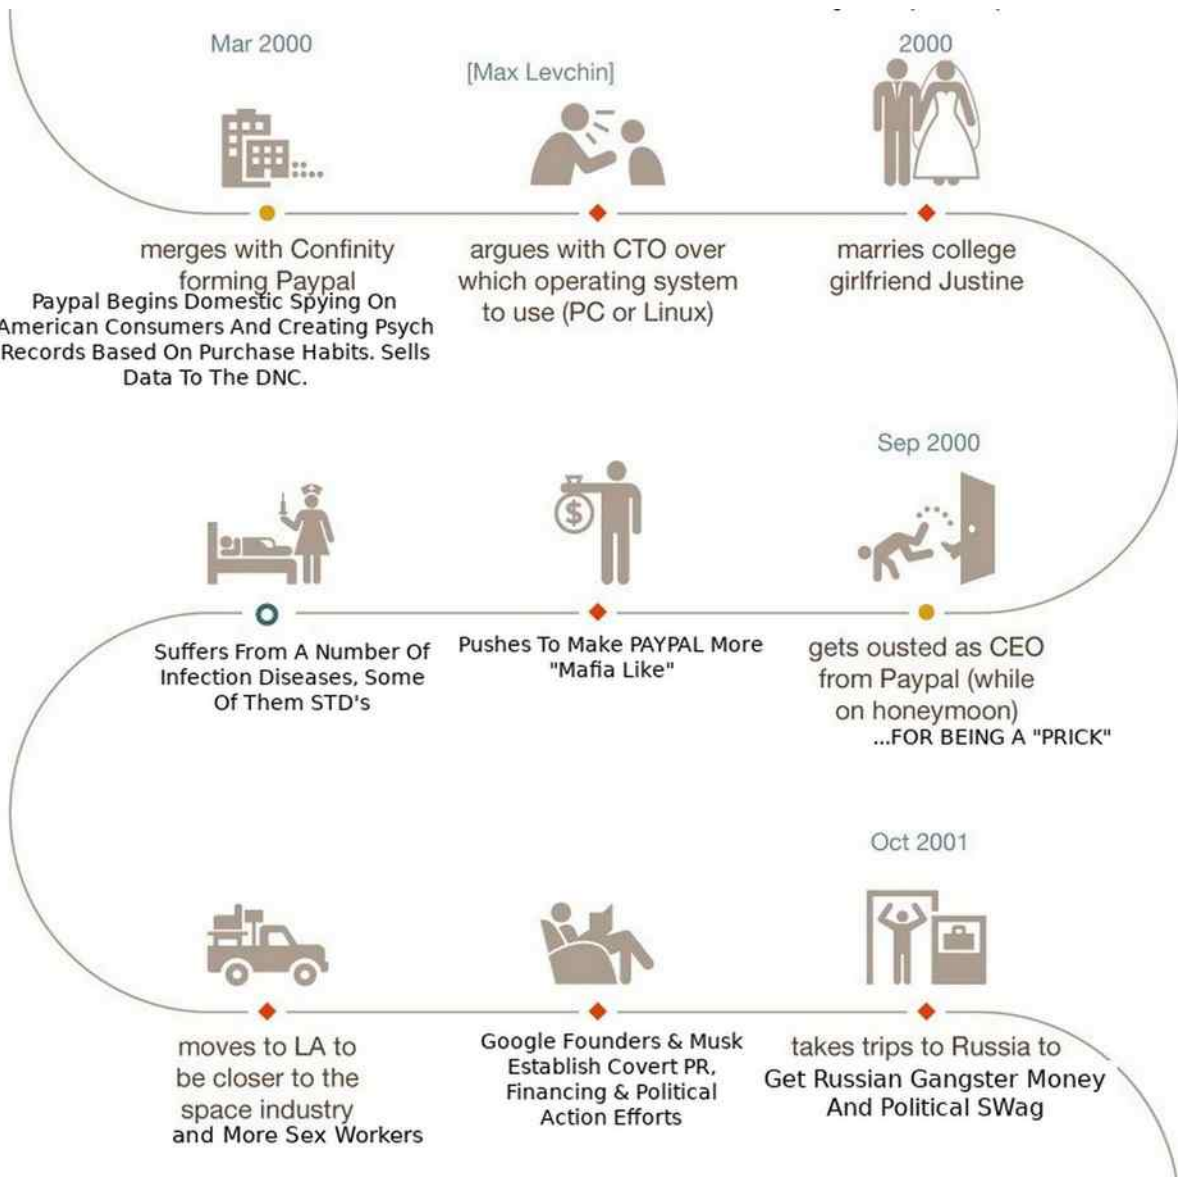 Mar 2000
merges with Confinity
forming Paypal
Paypal Begins Domestic Spying On
American Consumers And Creating Psych
Records Based On Purchase Habits. Sells
Data To The DNC.
[Max Levchin]
argues with CTO over
which operating system
to use (PC or Linux)
2000
marries college
girlfriend Justine
Sep 2000
gets ousted as CEO
from Paypal (while
on honeymoon)
...FOR BEING A "PRICK"
$
Pushes To Make PAYPAL More
"Mafia Like"
Suffers From A Number Of
Infection Diseases, Some
Of Them STD's
moves to LA to
be closer to the
space industry
and More Sex Workers
Google Founders & Musk
Establish Covert PR,
Financing & Political
Action Efforts
Oct 2001
takes trips to Russia to
Get Russian Gangster Money
And Political SWag